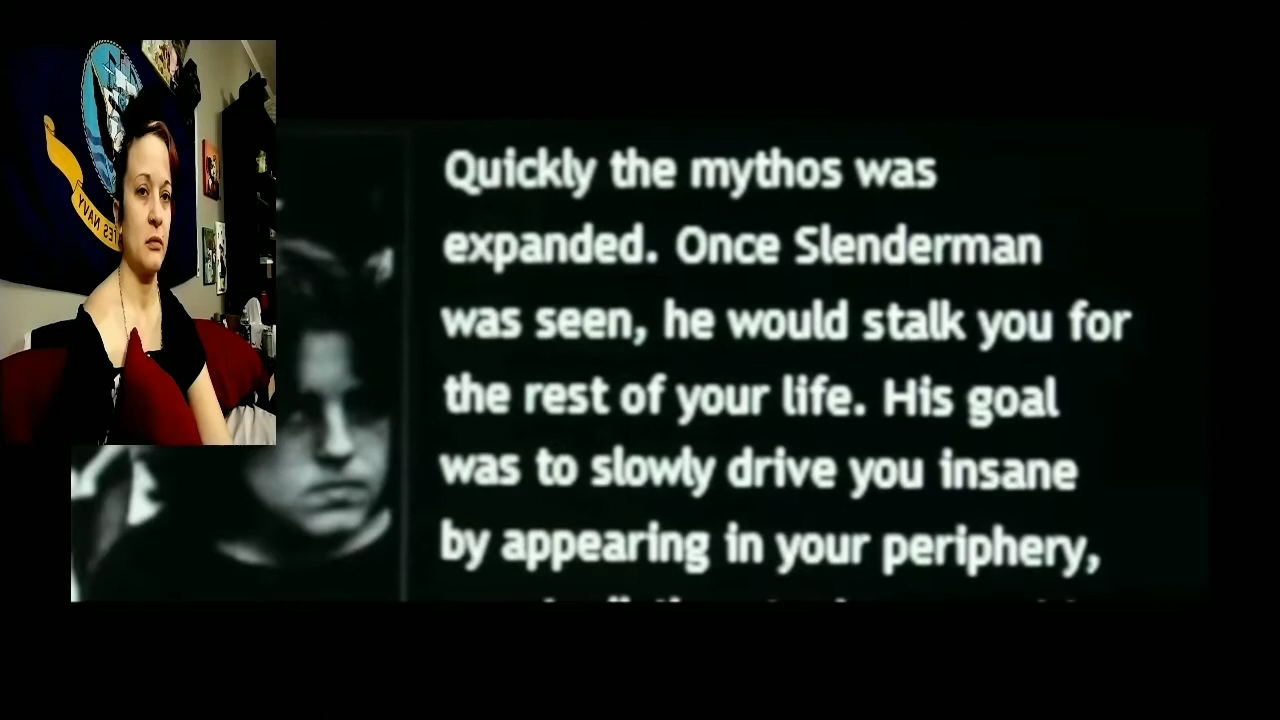 Quickly the mythos was
expanded. Once Slenderman
was seen, he would stalk you for
the rest of your life. His goal
was to slowly drive you insane
by appearing in your periphery,
NAVY